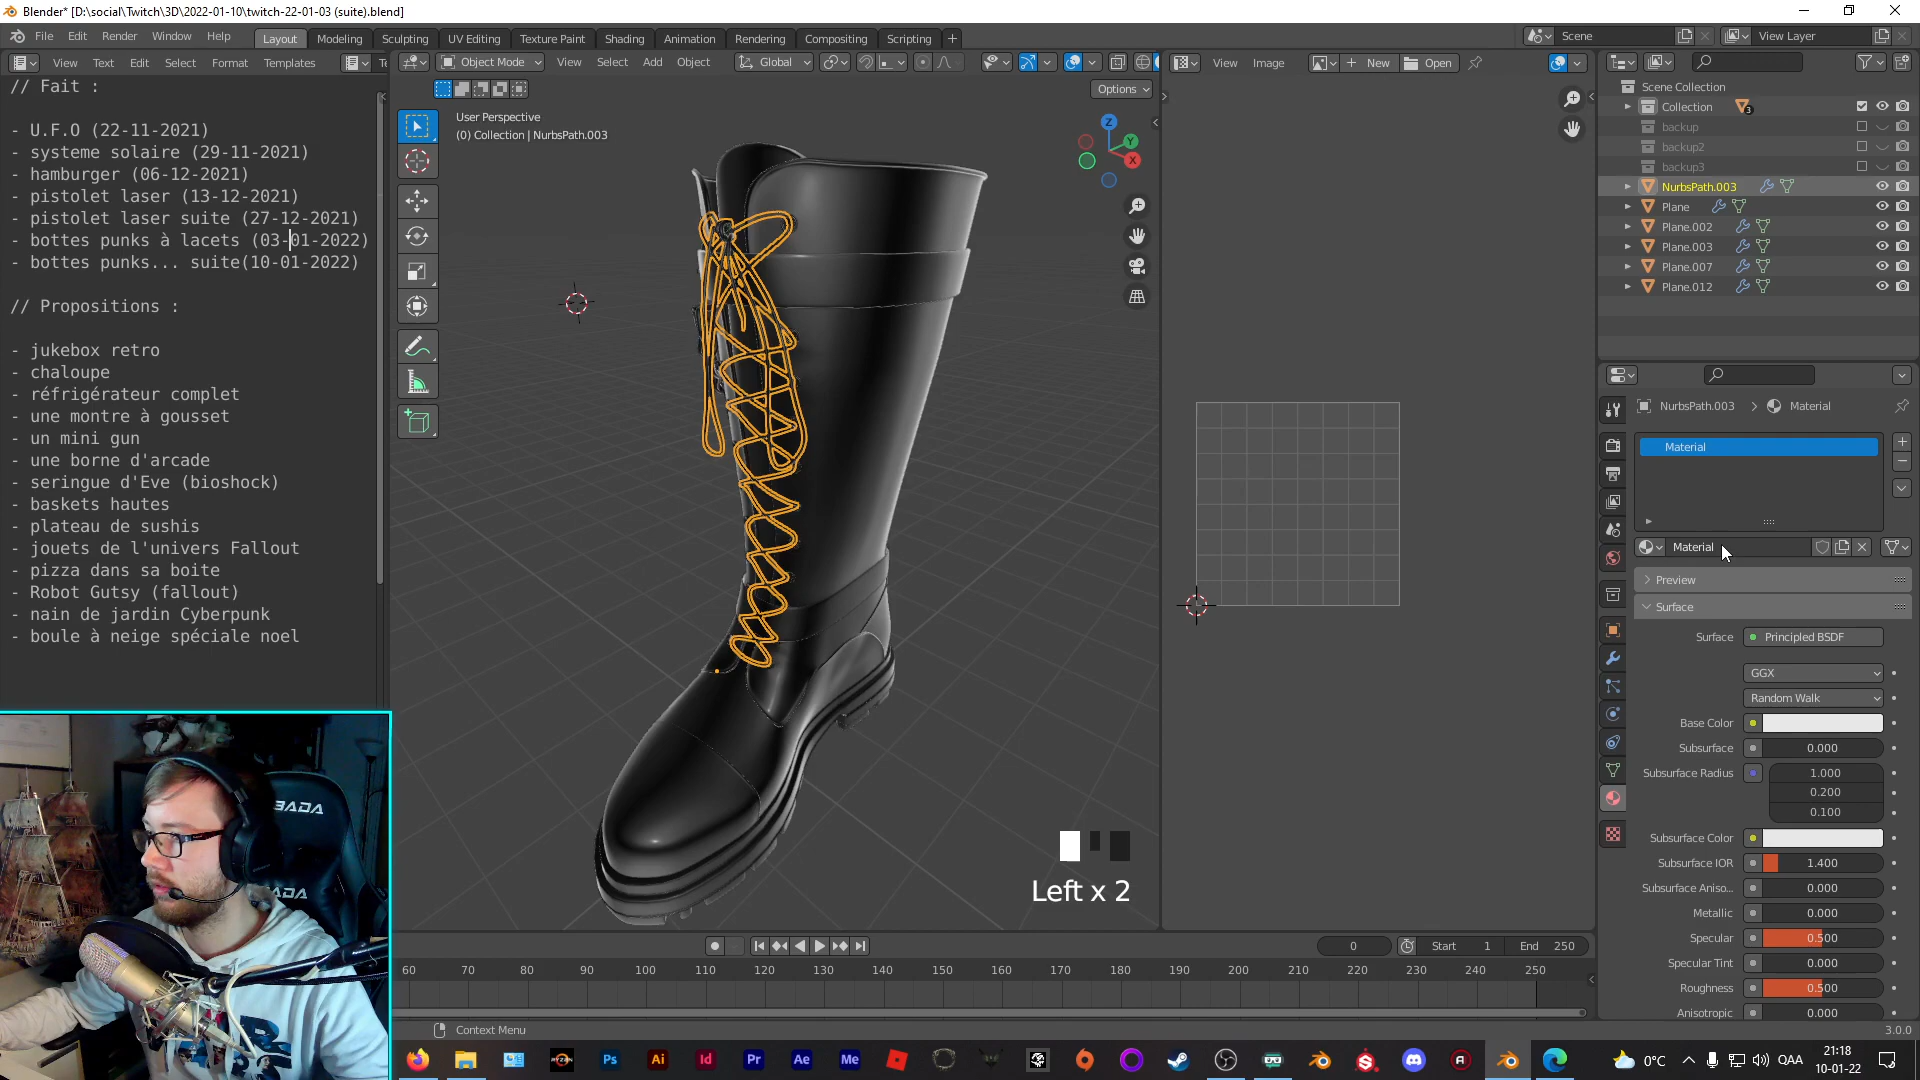 Blender* [D:\social\Twitch\3D\2022-01-10\twitch-22-01-03 (suite).blend]
File Edit Render Window Help Layout Modeling Sculpting UV Editing Texture Paint Shading Animation Rendering Compositing Scripting Scene View Layer
View Text Edit Select Format Templates
Object Mode View Select Add Object Global
View Image New Open
Options
// Fait :
- U.F.O (22-11-2021)
- systeme solaire (29-11-2021)
- hamburger (06-12-2021)
- pistolet laser (13-12-2021)
- pistolet laser suite (27-12-2021)
- bottes punks à lacets (03-01-2022)
- bottes punks... suite(10-01-2022)
// Propositions :
- jukebox retro
- chaloupe
- réfrigérateur complet
- une montre à gousset
- un mini gun
- une borne d'arcade
- seringue d'Eve (bioshock)
- baskets hautes
- plateau de sushis
- jouets de l'univers Fallout
- pizza dans sa boite
- Robot Gutsy (fallout)
- nain de jardin Cyberpunk
- boule à neige spéciale noel
User Perspective
(0) Collection | NurbsPath.003
Z
Y
X
Left x 2
Scene Collection
Collection 3
backup
backup2
backup3
NurbsPath.003
Plane
Plane.002
Plane.003
Plane.007
Plane.012
NurbsPath.003 > Material
Material
Material
Preview
Surface
Surface Principled BSDF
GGX
Random Walk
Base Color
Subsurface 0.000
Subsurface Radius 1.000
0.200
0.100
Subsurface Color
Subsurface IOR 1.400
Subsurface Aniso... 0.000
Metallic 0.000
Specular 0.500
Specular Tint 0.000
Roughness 0.500
Anisotropic 0.000
0 Start 1 End 250
60 70 80 90 100 110 120 130 140 150 160 170 180 190 200 210 220 230 240 250
Context Menu
3.0.0
RYZEN Ps Ai Id Pr Ae Me
0°C QAA 21:18
10-01-22